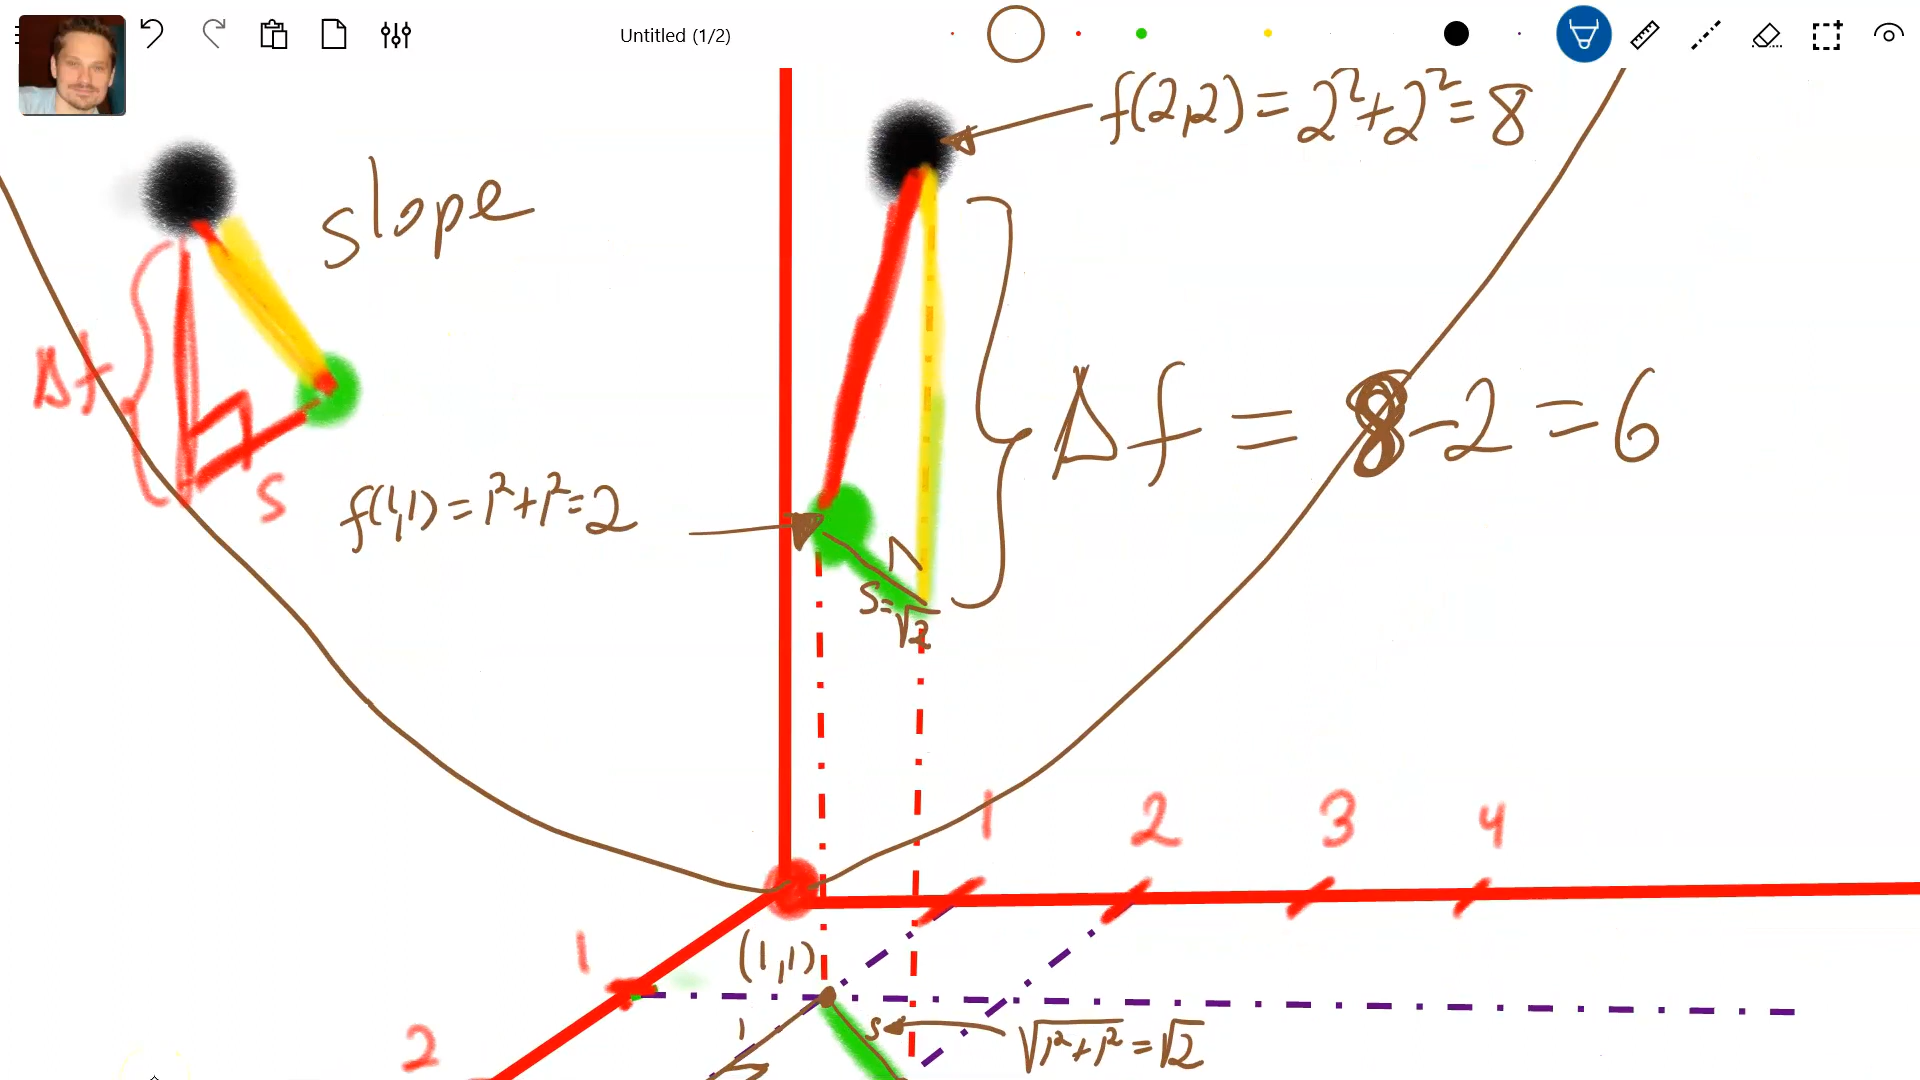 Untitled (1/2)
f(2,2) = 2²+2² = 8
slope
Δf
Δf = 8-2 = 6
s
f(1,1) = 1²+1² = 2
s=√2
1 2 3 4
1
(1,1)
2
1
s
√1²+1² = √2